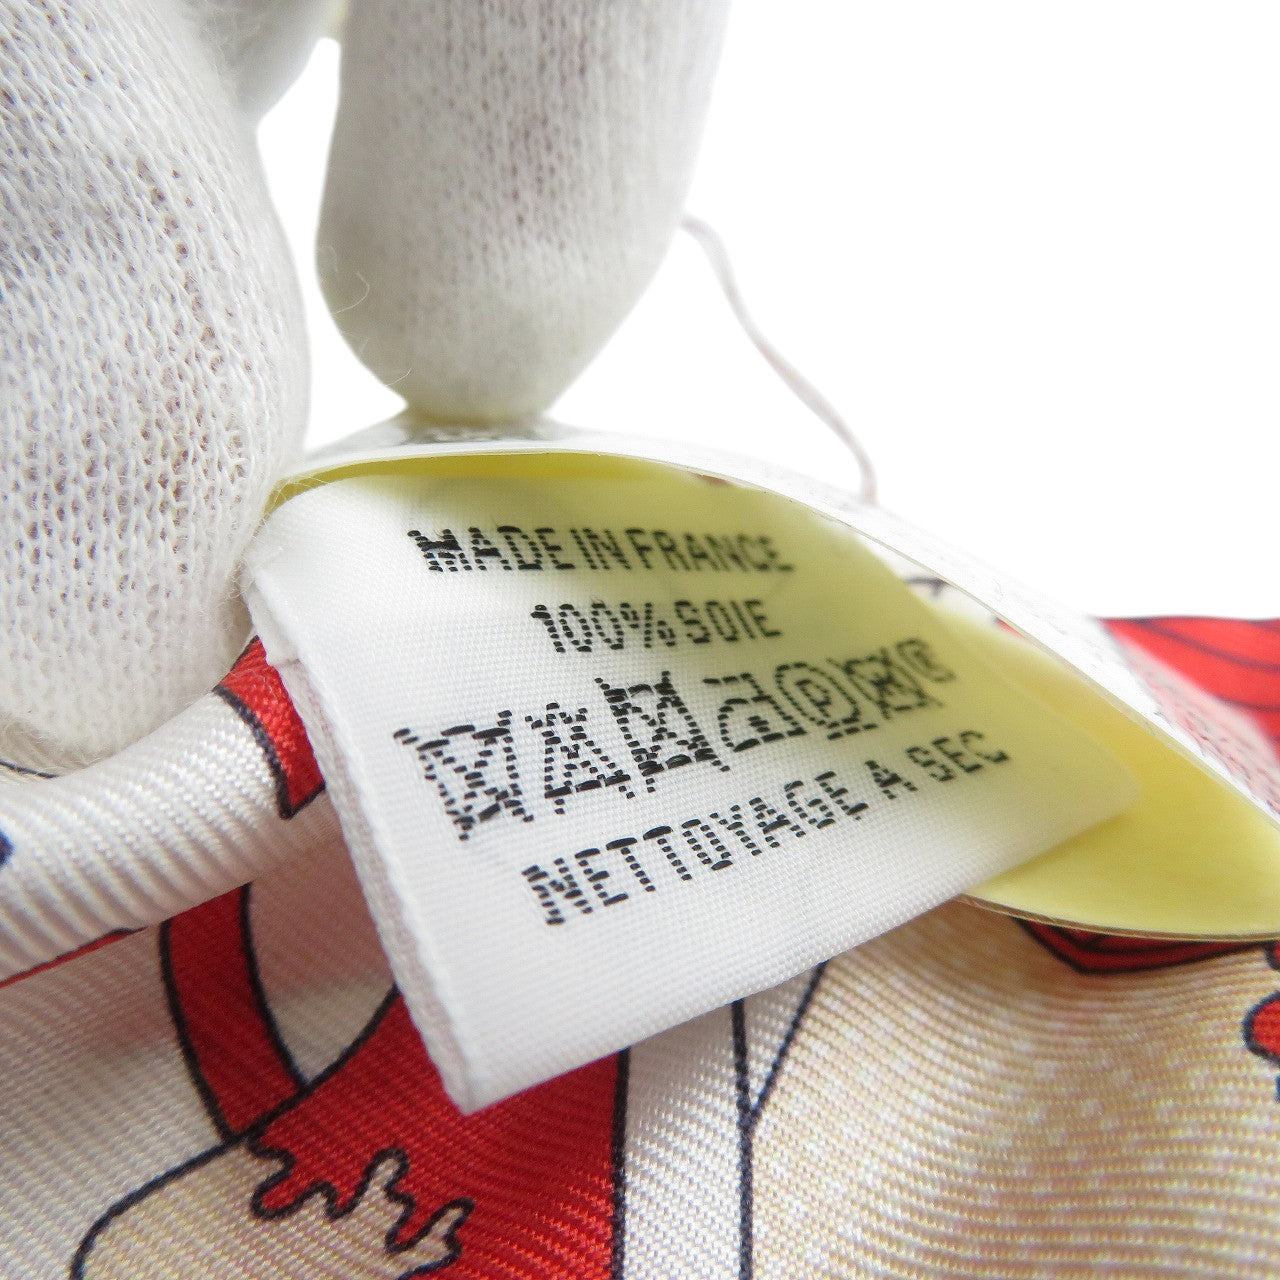 MADE IN FRANCE
100% SOIE
NETTOYAGE A SEC